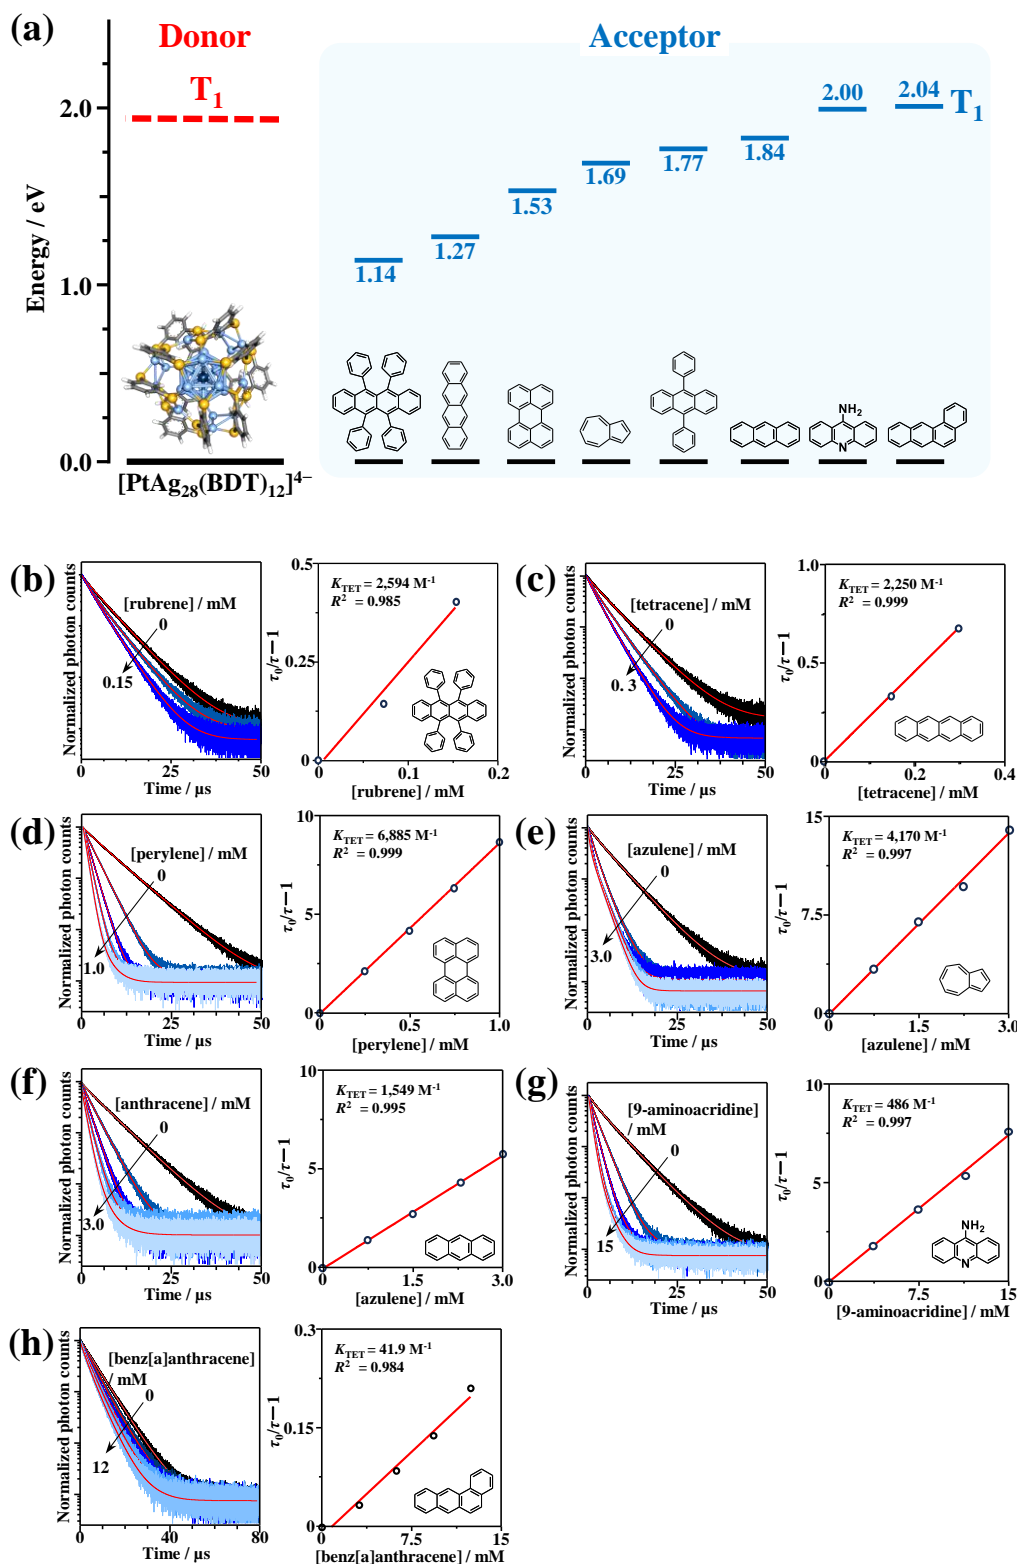 (a)
Donor
Acceptor
T1
2.00
2.04
T1
2.0
1.84
1.77
1.69
1.53
1.27
1.14
1.0
0.0
Energy / eV
NH2
N
[PtAg28(BDT)12]4−
(b)
Normalized photon counts
[rubrene] / mM
0
0.15
0
25
50
Time / µs
τ0/τ−1
0.5
0.25
0
KTET = 2,594 M-1
R2 = 0.985
0
0.1
0.2
[rubrene] / mM
(c)
Normalized photon counts
[tetracene] / mM
0
0.3
0
25
50
Time / µs
τ0/τ−1
1.0
0.5
0
KTET = 2,250 M-1
R2 = 0.999
0
0.2
0.4
[tetracene] / mM
(d)
Normalized photon counts
[perylene] / mM
0
1.0
0
25
50
Time / µs
τ0/τ−1
10
5
0
KTET = 6,885 M-1
R2 = 0.999
0
0.5
1.0
[perylene] / mM
(e)
Normalized photon counts
[azulene] / mM
0
3.0
0
25
50
Time / µs
τ0/τ−1
15
7.5
0
KTET = 4,170 M-1
R2 = 0.997
0
1.5
3.0
[azulene] / mM
(f)
Normalized photon counts
[anthracene] / mM
0
3.0
0
25
50
Time / µs
τ0/τ−1
10
5
0
KTET = 1,549 M-1
R2 = 0.995
0
1.5
3.0
[azulene] / mM
(g)
Normalized photon counts
[9-aminoacridine]
/ mM
0
15
0
25
50
Time / µs
τ0/τ−1
10
5
0
KTET = 486 M-1
R2 = 0.997
NH2
N
0
7.5
15
[9-aminoacridine] / mM
(h)
Normalized photon counts
[benz[a]anthracene]
/ mM
0
12
0
40
80
Time / µs
τ0/τ−1
0.3
0.15
0
KTET = 41.9 M-1
R2 = 0.984
0
7.5
15
[benz[a]anthracene] / mM